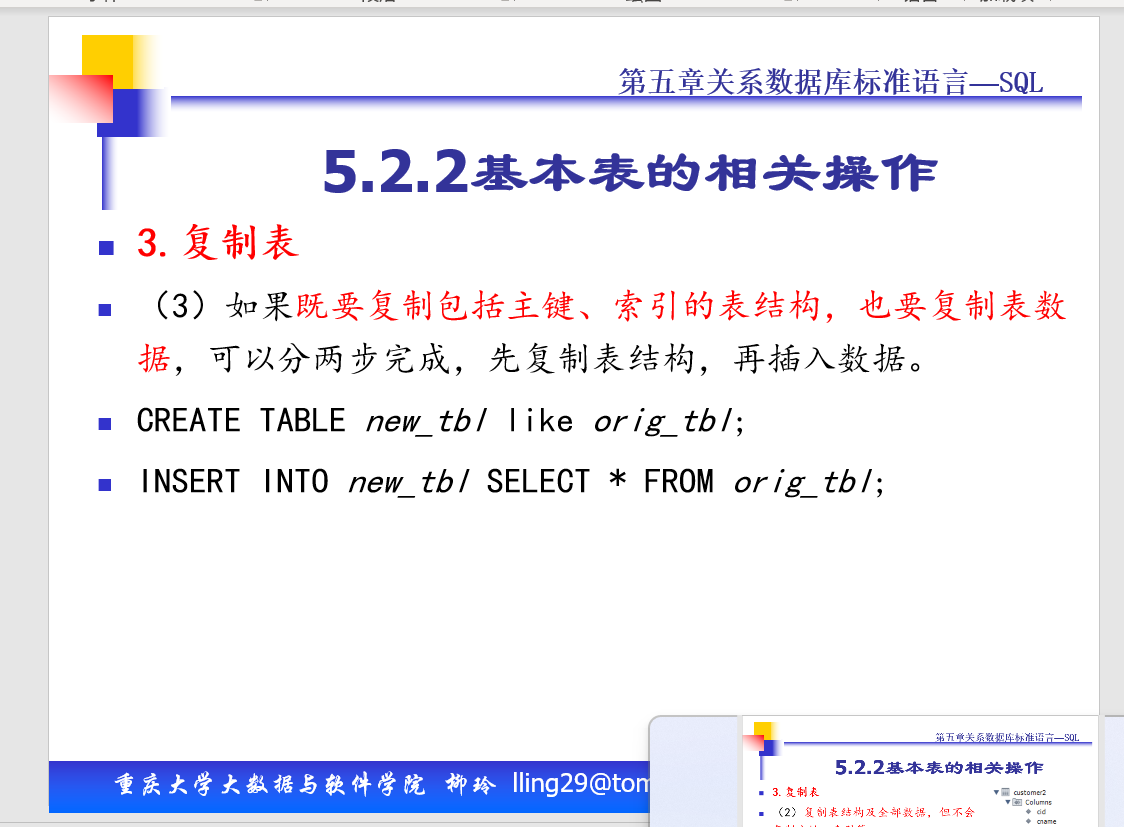 第五章关系数据库标准语言—SQL
5.2.2基本表的相关操作
3.复制表
（3）如果既要复制包括主键、索引的表结构，也要复制表数
据，可以分两步完成，先复制表结构，再插入数据。
CREATE TABLE new_tbl like orig_tbl;
INSERT INTO new_tbl SELECT * FROM orig_tbl;
重庆大学大数据与软件学院 柳玲 lling29@tom
第五章关系数据库标准语言—SQL
5.2.2基本表的相关操作
3.复制表
customer2
Columns
（2）复制表结构及全部数据，但不会
cid
cname